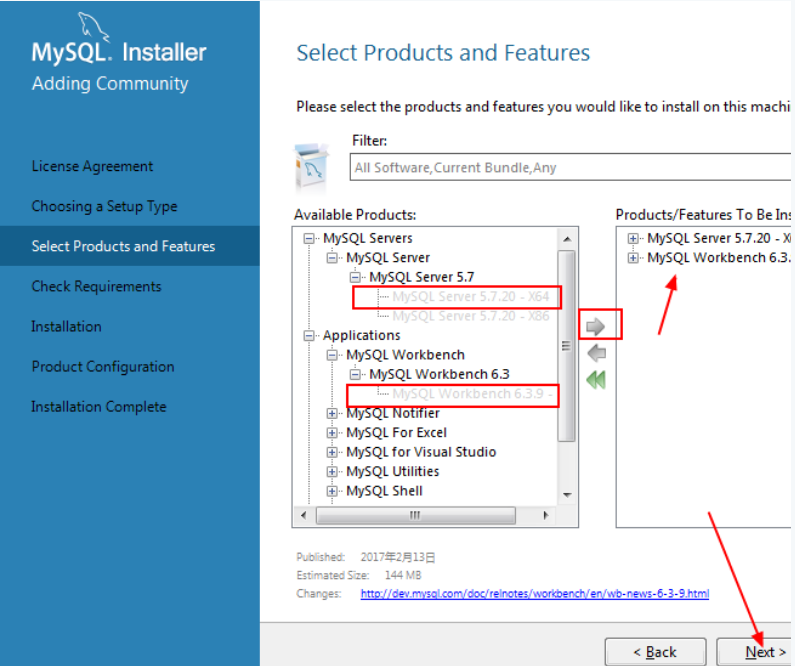 MySQL. Installer
Adding Community
License Agreement
Choosing a Setup Type
Select Products and Features
Check Requirements
Installation
Product Configuration
Installation Complete
Select Products and Features
Please select the products and features you would like to install on this machi
Filter:
All Software,Current Bundle,Any
Available Products:
MySQL Servers
MySQL Server
MySQL Server 5.7
MySQL Server 5.7.20 - X64
MySQL Server 5.7.20 - X86
Applications
MySQL Workbench
MySQL Workbench 6.3
MySQL Workbench 6.3.9 -
MySQL Notifier
MySQL For Excel
MySQL for Visual Studio
MySQL Utilities
MySQL Shell
Products/Features To Be Ins
MySQL Server 5.7.20 - X
MySQL Workbench 6.3.
Published: 2017年2月13日
Estimated Size: 144 MB
Changes: http://dev.mysql.com/doc/relnotes/workbench/en/wb-news-6-3-9.html
< Back
Next >